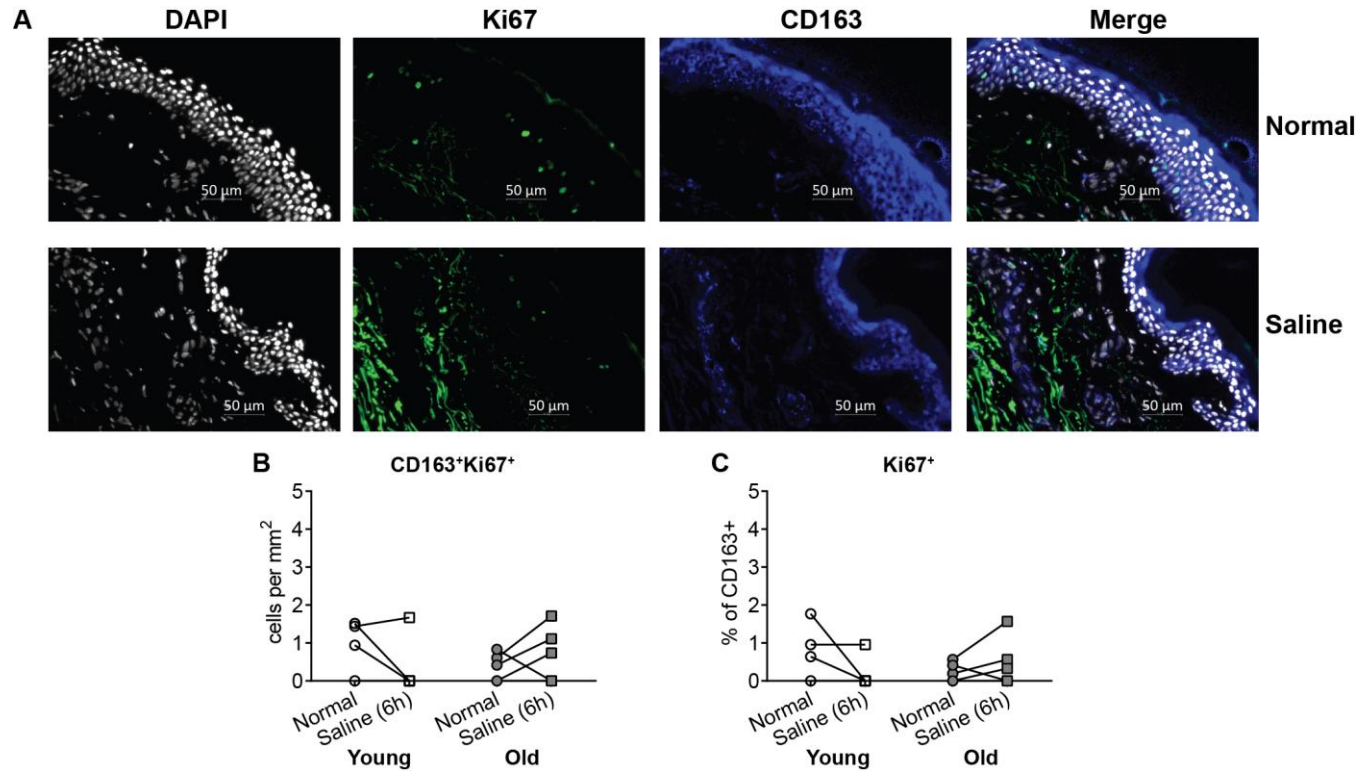 A
DAPI
Ki67
CD163
Merge
50 µm
50 µm
50 µm
50 µm
Normal
50 µm
50 µm
50 µm
50 µm
Saline
B
CD163⁺Ki67⁺
cells per mm²
5
4
3
2
1
0
Normal
Saline (6h)
Normal
Saline (6h)
Young
Old
C
Ki67⁺
% of CD163+
5
4
3
2
1
0
Normal
Saline (6h)
Normal
Saline (6h)
Young
Old